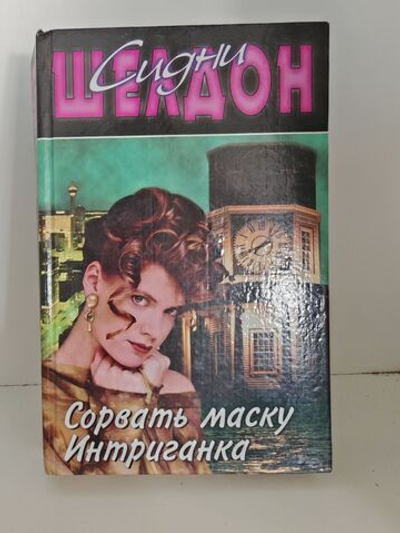 Сидни
ШЕЛДОН
Сорвать маску
Интриганка